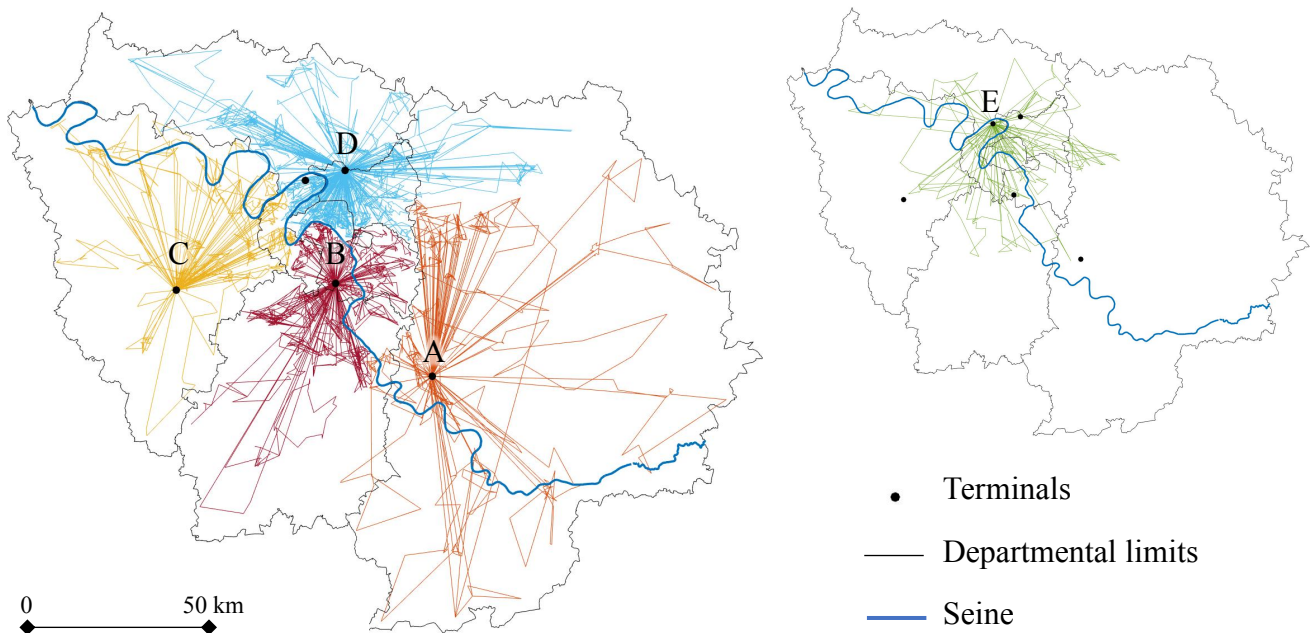 E
D
B
C
A
Terminals
Departmental limits
Seine
0 50 km